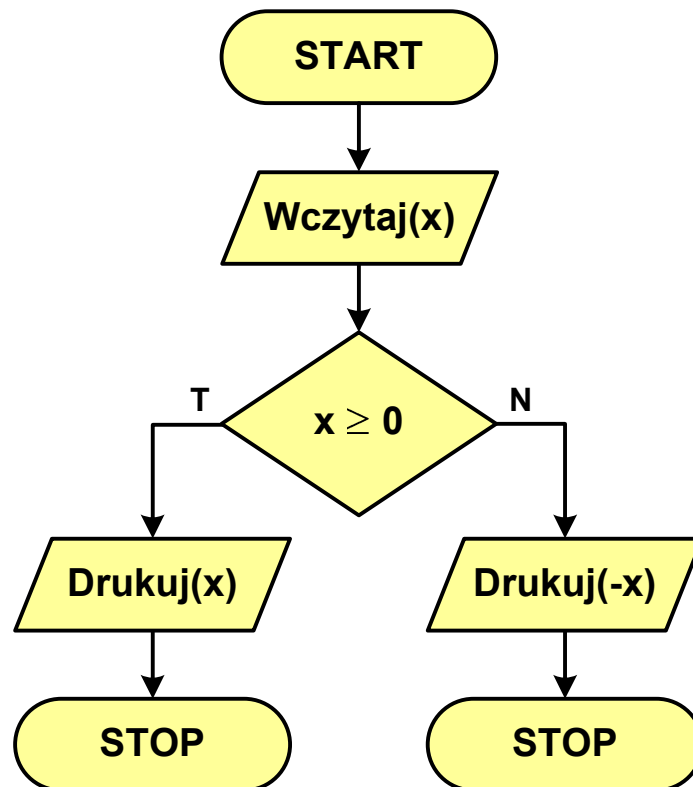 START
Wczytaj(x)
T
N
x ≥ 0
Drukuj(x)
Drukuj(-x)
STOP
STOP